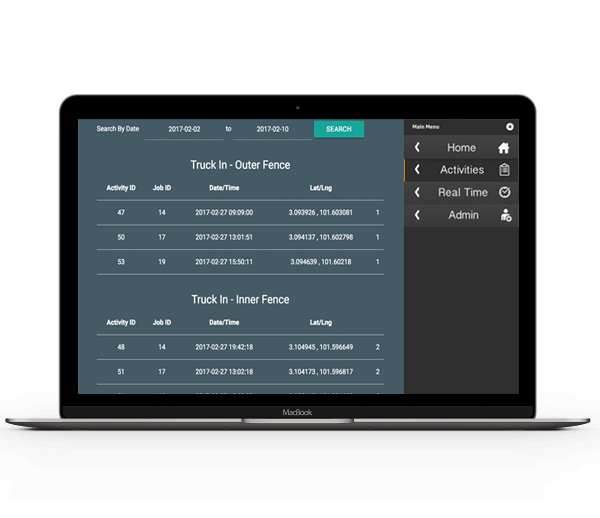 Search By Date 2017-02-02 to 2017-02-10 SEARCH
Truck In - Outer Fence
Activity ID Job ID Date/Time Lat/Lng
47 14 2017-02-27 09:09:00 3.093926 , 101.603081 1
50 17 2017-02-27 13:01:51 3.094137 , 101.602798 1
53 19 2017-02-27 15:50:11 3.094639 , 101.60218 1
Truck In - Inner Fence
Activity ID Job ID Date/Time Lat/Lng
48 14 2017-02-27 19:42:18 3.104945 , 101.596649 2
51 17 2017-02-27 13:02:18 3.104173 , 101.596817 2
Main Menu
Home
Activities
Real Time
Admin
MacBook